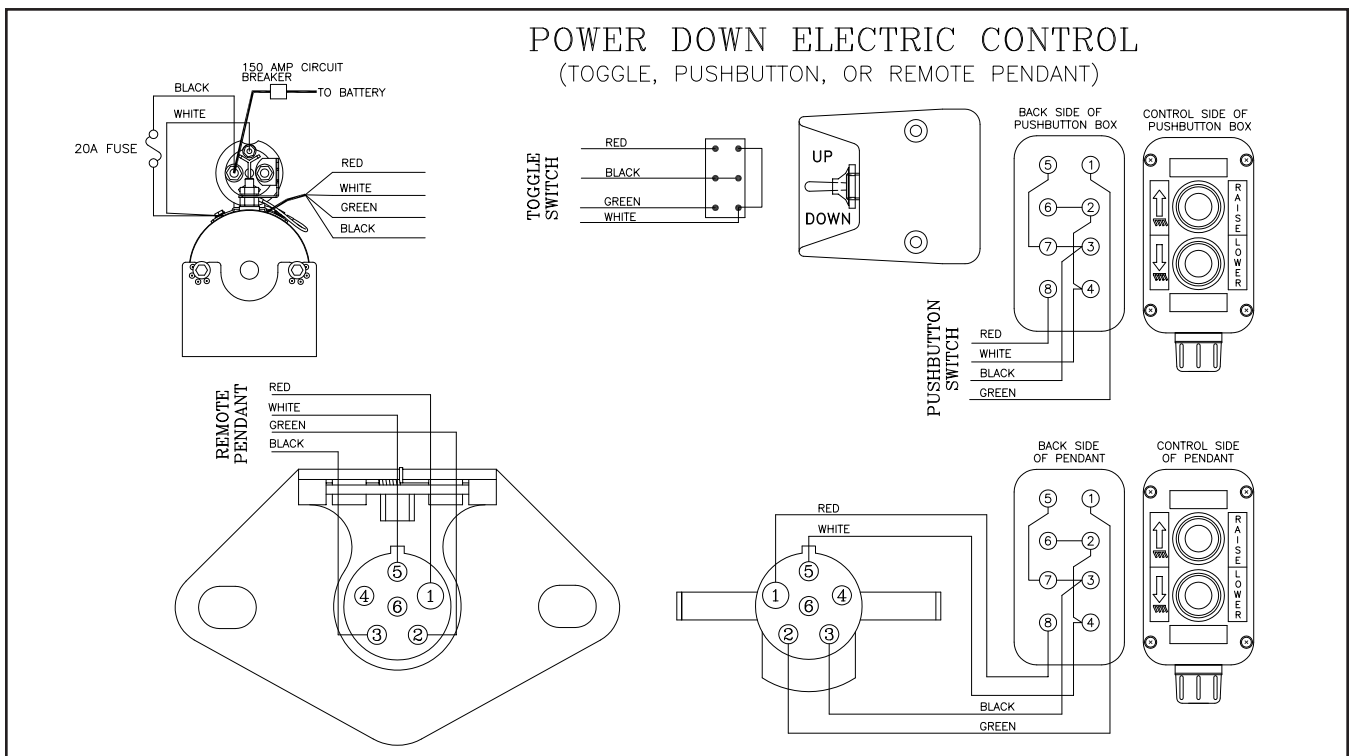 POWER DOWN ELECTRIC CONTROL
(TOGGLE, PUSHBUTTON, OR REMOTE PENDANT)
150 AMP CIRCUIT
BREAKER
TO BATTERY
BLACK
WHITE
20A FUSE
RED
WHITE
GREEN
BLACK
TOGGLE
SWITCH
RED
BLACK
GREEN
WHITE
UP
DOWN
BACK SIDE OF
PUSHBUTTON BOX
5 1
6 2
7 3
8 4
CONTROL SIDE OF
PUSHBUTTON BOX
RAISE
LOWER
PUSHBUTTON
SWITCH
RED
WHITE
BLACK
GREEN
REMOTE
PENDANT
RED
WHITE
GREEN
BLACK
5
4 1
6
3 2
RED
WHITE
5
1 4
6
2 3
BLACK
GREEN
BACK SIDE
OF PENDANT
5 1
6 2
7 3
8 4
CONTROL SIDE
OF PENDANT
RAISE
LOWER